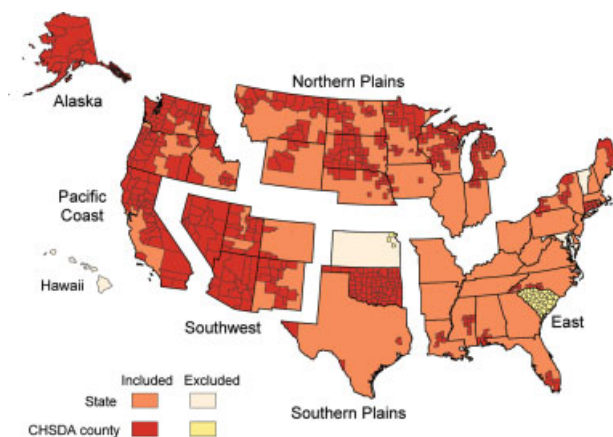 Northern Plains
Alaska
Pacific
Coast
Hawaii
Southwest
East
Southern Plains
Included Excluded
State
CHSDA county